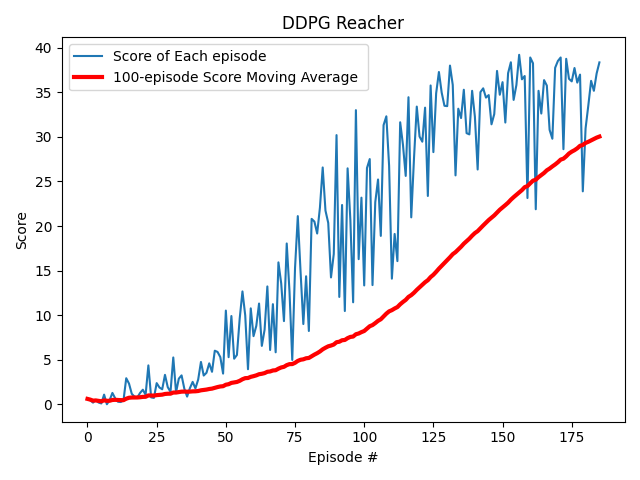 DDPG Reacher
Score of Each episode
100-episode Score Moving Average
Score
40
35
30
25
20
15
10
5
0
0 25 50 75 100 125 150 175
Episode #